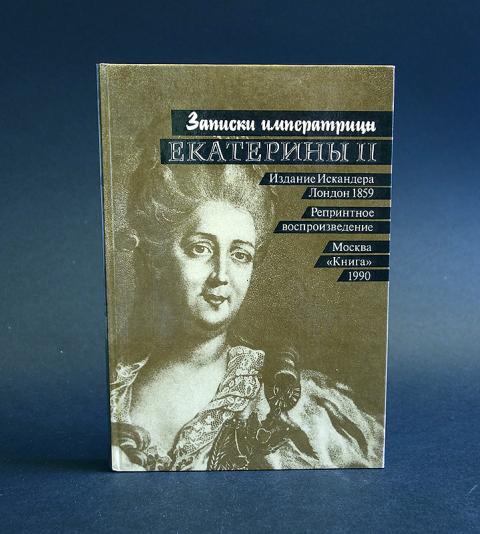 Записки императрицы
ЕКАТЕРИНЫ II
Издание Искандера
Лондон 1859
Репринтное
воспроизведение
Москва
«Книга»
1990